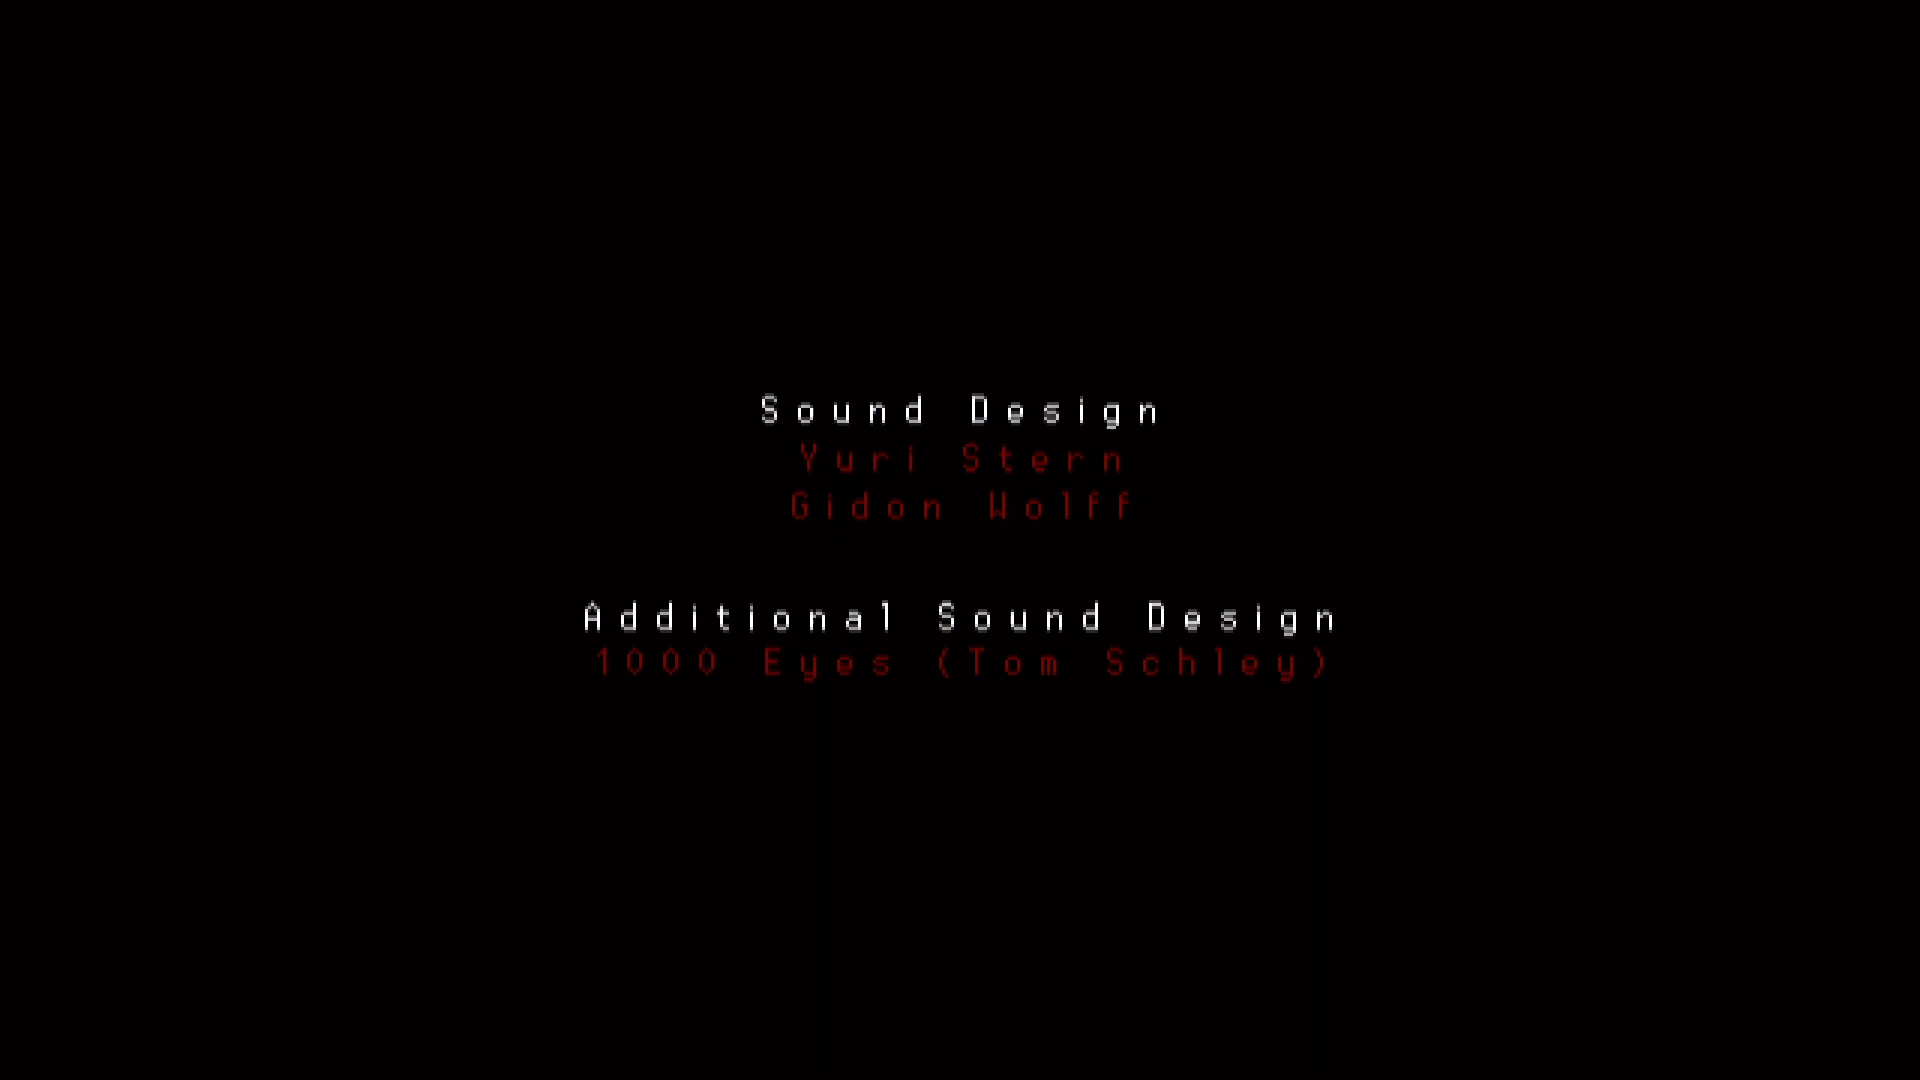 Sound Design
Yuri Stern
Gidon Wolff
Additional Sound Design
1000 Eyes (Tom Schley)